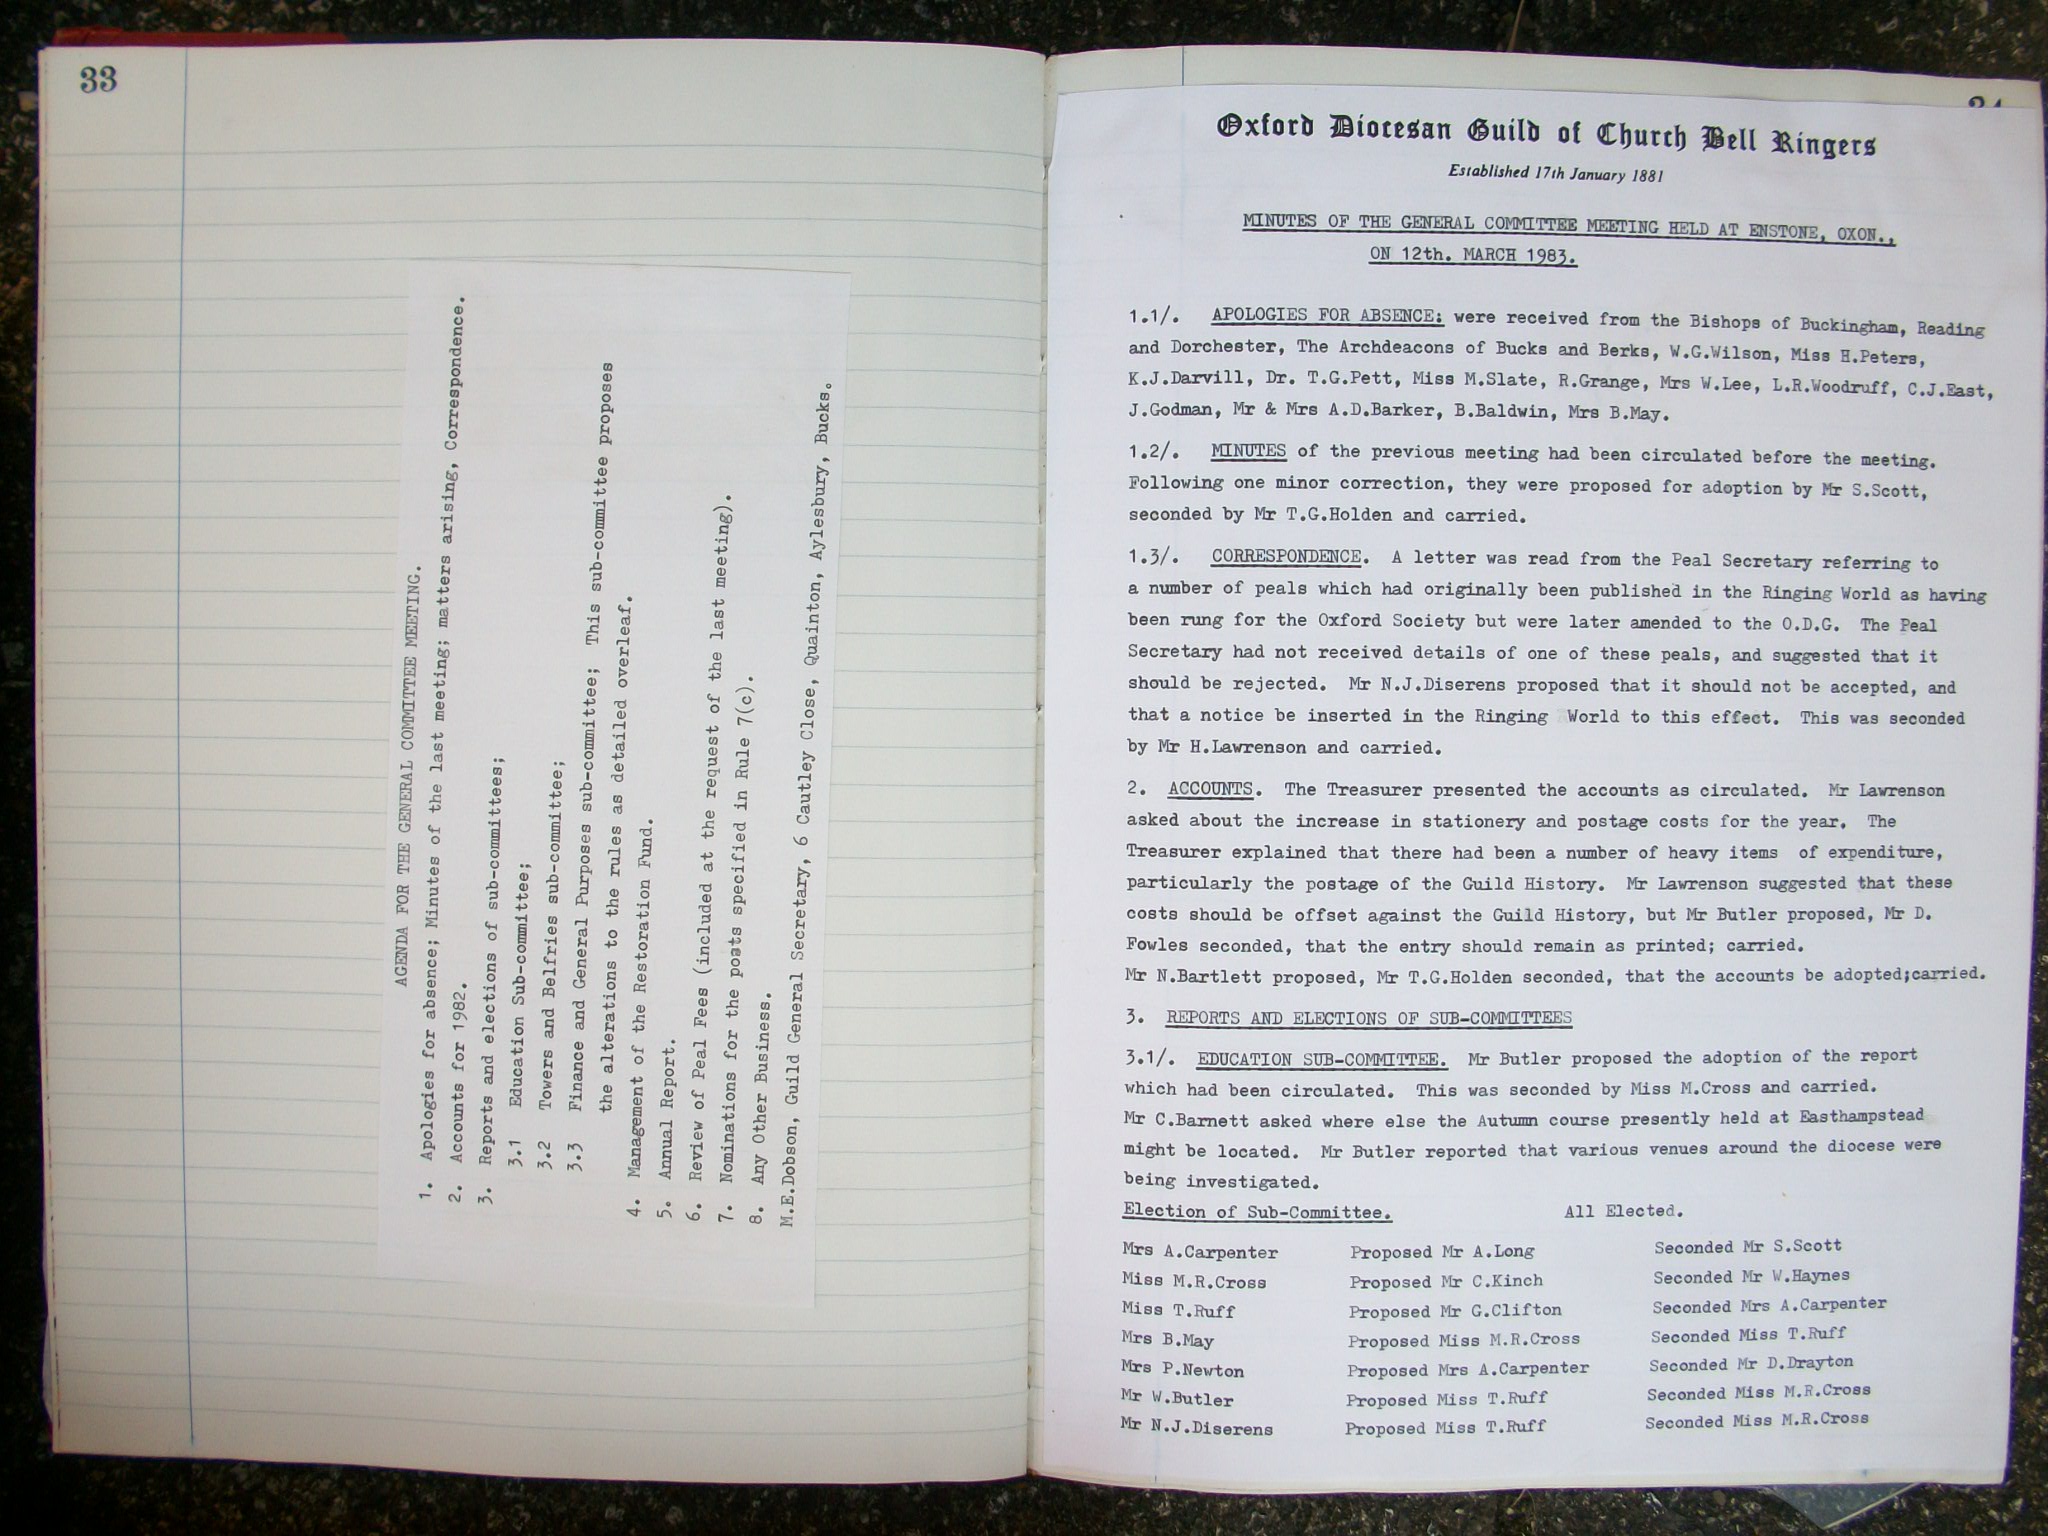 33
AGENDA FOR THE GENERAL COMMITTEE MEETING.
1. Apologies for absence; Minutes of the last meeting; matters arising, Correspondence.
2. Accounts for 1982.
3. Reports and elections of sub-committees;
3.1 Education Sub-committee;
3.2 Towers and Belfries sub-committee;
3.3 Finance and General Purposes sub-committee; This sub-committee proposes
the alterations to the rules as detailed overleaf.
4. Management of the Restoration Fund.
5. Annual Report.
6. Review of Peal Fees (included at the request of the last meeting).
7. Nominations for the posts specified in Rule 7(c).
8. Any Other Business.
M.E.Dobson, Guild General Secretary, 6 Cautley Close, Quainton, Aylesbury, Bucks.
Oxford Diocesan Guild of Church Bell Ringers
Established 17th January 1881
MINUTES OF THE GENERAL COMMITTEE MEETING HELD AT ENSTONE, OXON.,
ON 12th. MARCH 1983.
1.1/. APOLOGIES FOR ABSENCE: were received from the Bishops of Buckingham, Reading
and Dorchester, The Archdeacons of Bucks and Berks, W.G.Wilson, Miss H.Peters,
K.J.Darvill, Dr. T.G.Pett, Miss M.Slate, R.Grange, Mrs W.Lee, L.R.Woodruff, C.J.East,
J.Godman, Mr & Mrs A.D.Barker, B.Baldwin, Mrs B.May.
1.2/. MINUTES of the previous meeting had been circulated before the meeting.
Following one minor correction, they were proposed for adoption by Mr S.Scott,
seconded by Mr T.G.Holden and carried.
1.3/. CORRESPONDENCE. A letter was read from the Peal Secretary referring to
a number of peals which had originally been published in the Ringing World as having
been rung for the Oxford Society but were later amended to the O.D.G. The Peal
Secretary had not received details of one of these peals, and suggested that it
should be rejected. Mr N.J.Diserens proposed that it should not be accepted, and
that a notice be inserted in the Ringing World to this effect. This was seconded
by Mr H.Lawrenson and carried.
2. ACCOUNTS. The Treasurer presented the accounts as circulated. Mr Lawrenson
asked about the increase in stationery and postage costs for the year. The
Treasurer explained that there had been a number of heavy items of expenditure,
particularly the postage of the Guild History. Mr Lawrenson suggested that these
costs should be offset against the Guild History, but Mr Butler proposed, Mr D.
Fowles seconded, that the entry should remain as printed; carried.
Mr N.Bartlett proposed, Mr T.G.Holden seconded, that the accounts be adopted;carried.
3. REPORTS AND ELECTIONS OF SUB-COMMITTEES
3.1/. EDUCATION SUB-COMMITTEE. Mr Butler proposed the adoption of the report
which had been circulated. This was seconded by Miss M.Cross and carried.
Mr C.Barnett asked where else the Autumn course presently held at Easthampstead
might be located. Mr Butler reported that various venues around the diocese were
being investigated.
Election of Sub-Committee. All Elected.
Mrs A.Carpenter Proposed Mr A.Long Seconded Mr S.Scott
Miss M.R.Cross Proposed Mr C.Kinch Seconded Mr W.Haynes
Miss T.Ruff Proposed Mr G.Clifton Seconded Mrs A.Carpenter
Mrs B.May Proposed Miss M.R.Cross Seconded Miss T.Ruff
Mrs P.Newton Proposed Mrs A.Carpenter Seconded Mr D.Drayton
Mr W.Butler Proposed Miss T.Ruff Seconded Miss M.R.Cross
Mr N.J.Diserens Proposed Miss T.Ruff Seconded Miss M.R.Cross